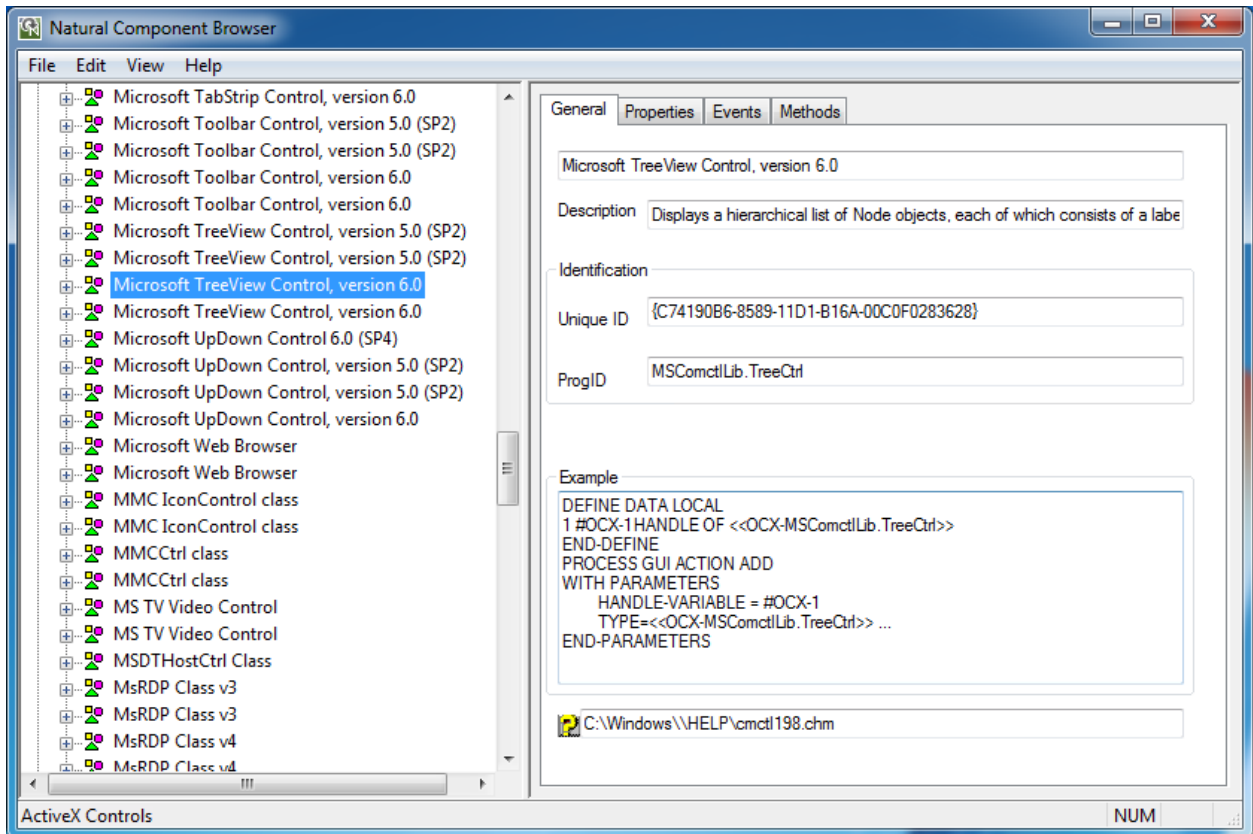 Natural Component Browser
File Edit View Help
Microsoft TabStrip Control, version 6.0
Microsoft Toolbar Control, version 5.0 (SP2)
Microsoft Toolbar Control, version 5.0 (SP2)
Microsoft Toolbar Control, version 6.0
Microsoft Toolbar Control, version 6.0
Microsoft TreeView Control, version 5.0 (SP2)
Microsoft TreeView Control, version 5.0 (SP2)
Microsoft TreeView Control, version 6.0
Microsoft TreeView Control, version 6.0
Microsoft UpDown Control 6.0 (SP4)
Microsoft UpDown Control, version 5.0 (SP2)
Microsoft UpDown Control, version 5.0 (SP2)
Microsoft UpDown Control, version 6.0
Microsoft Web Browser
Microsoft Web Browser
MMC IconControl class
MMC IconControl class
MMCCtrl class
MMCCtrl class
MS TV Video Control
MS TV Video Control
MSDTHostCtrl Class
MsRDP Class v3
MsRDP Class v3
MsRDP Class v4
MsRDP Class v4
General Properties Events Methods
Microsoft TreeView Control, version 6.0
Description Displays a hierarchical list of Node objects, each of which consists of a labe
Identification
Unique ID {C74190B6-8589-11D1-B16A-00C0F0283628}
ProgID MSComctlLib.TreeCtrl
Example
DEFINE DATA LOCAL
1 #OCX-1HANDLE OF <<OCX-MSComctlLib.TreeCtrl>>
END-DEFINE
PROCESS GUI ACTION ADD
WITH PARAMETERS
HANDLE-VARIABLE = #OCX-1
TYPE=<<OCX-MSComctlLib.TreeCtrl>> ...
END-PARAMETERS
C:\Windows\\HELP\cmctl198.chm
ActiveX Controls NUM